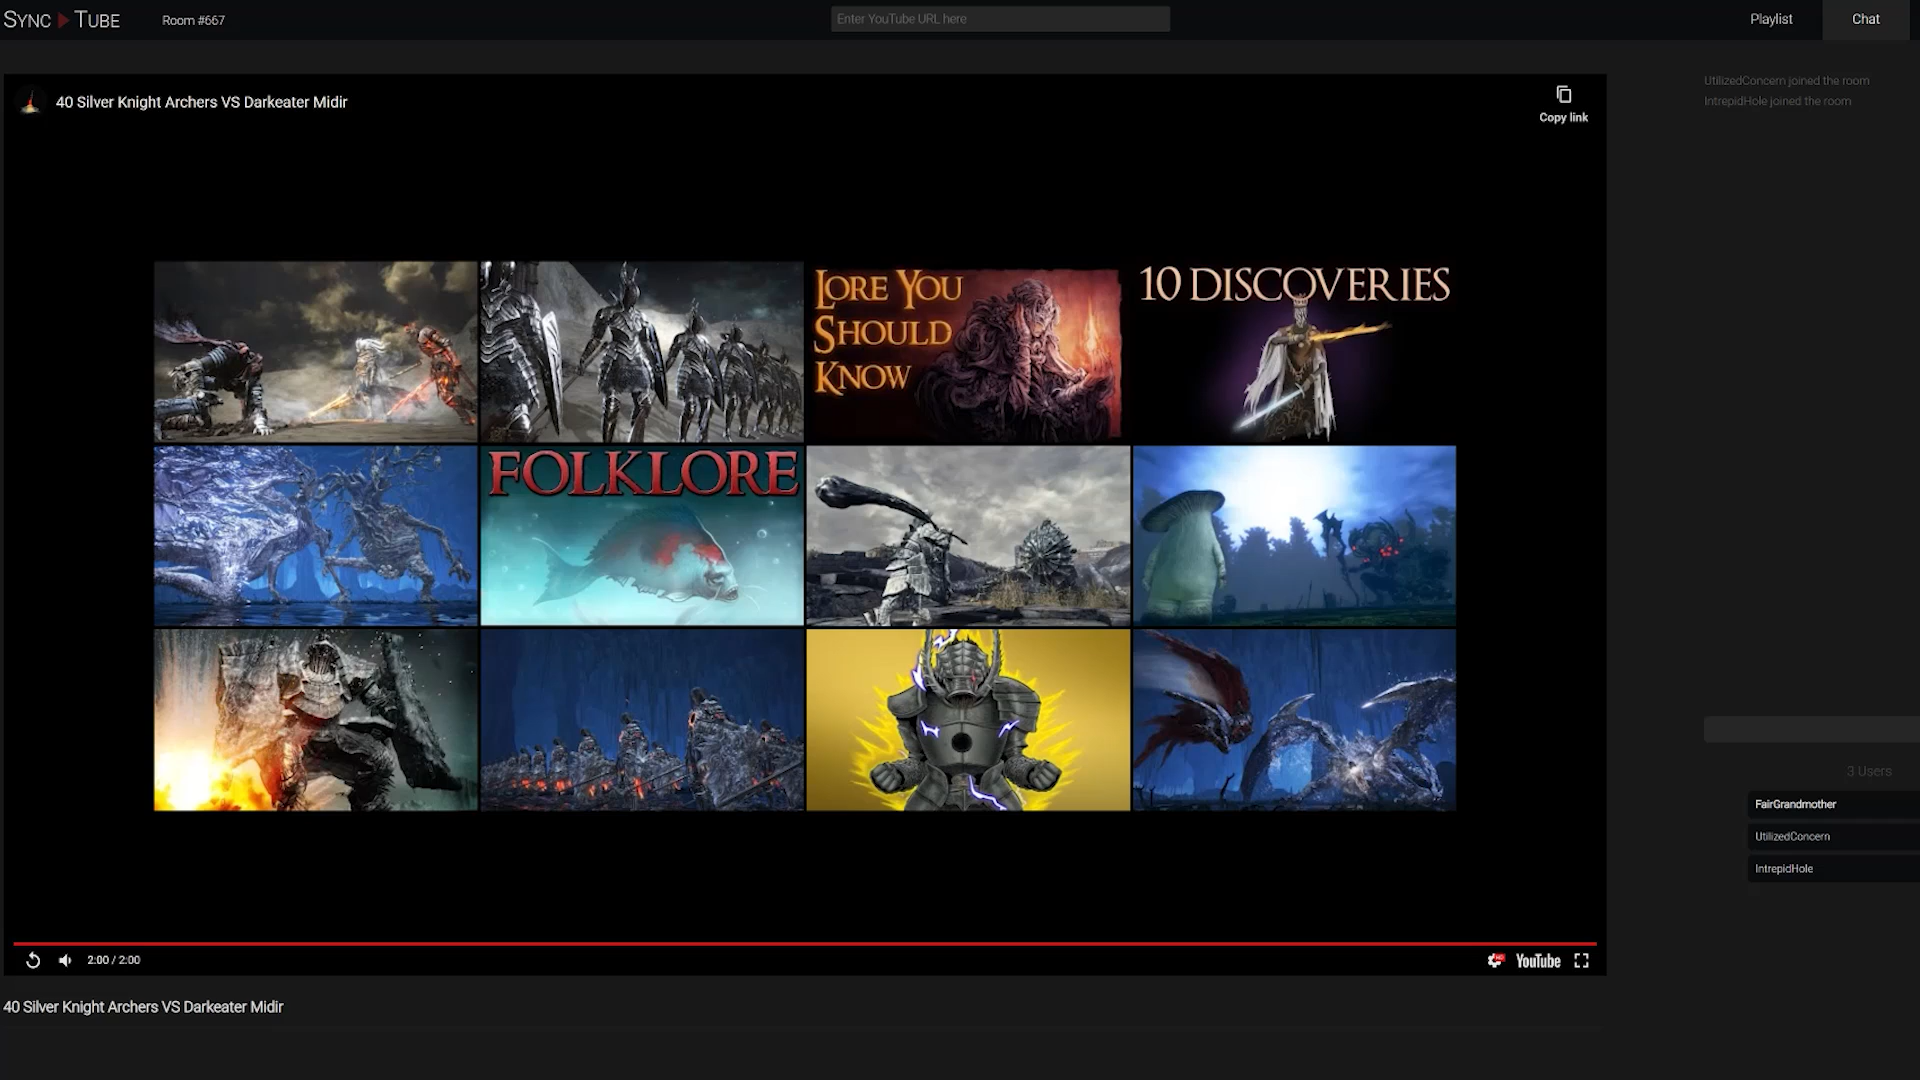 SYNC TUBE
Room #667
Enter YouTube URL here
Playlist
Chat
40 Silver Knight Archers VS Darkeater Midir
Copy link
UtilizedConcern joined the room
IntrepidHole joined the room
LORE YOU
SHOULD
KNOW
10 DISCOVERIES
FOLKLORE
3 Users
FairGrandmother
UtilizedConcern
IntrepidHole
2:00 / 2:00
HD
YouTube
40 Silver Knight Archers VS Darkeater Midir